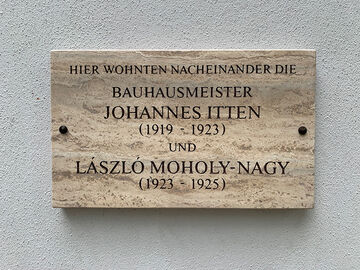 HIER WOHNTEN NACHEINANDER DIE
BAUHAUSMEISTER
JOHANNES ITTEN
(1919 - 1923)
UND
LÁSZLÓ MOHOLY-NAGY
(1923 - 1925)